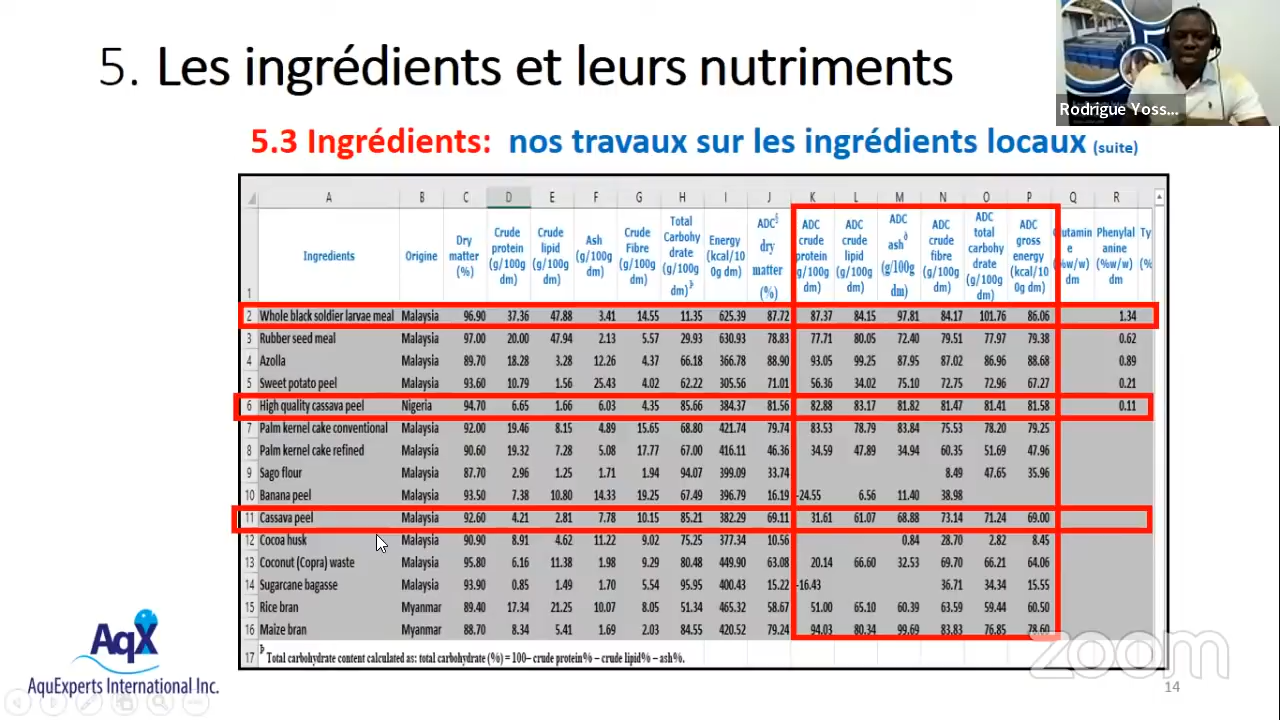 5. Les ingrédients et leurs nutriments
Rodrigue Yoss...
5.3 Ingrédients: nos travaux sur les ingrédients locaux (suite)
A B C D E F G H I J K L M N O P Q R
1 Ingredients Origine Dry matter (%) Crude protein (g/100g dm) Crude lipid (g/100g dm) Ash (g/100g dm) Crude Fibre (g/100g dm) Total Carbohydrate (g/100g dm)Þ Energy (kcal/100g dm) ADC§ dry matter (%) ADC crude protein (g/100g dm) ADC crude lipid (g/100g dm) ADC ash∂ (g/100g dm) ADC crude fibre (g/100g dm) ADC total carbohydrate (g/100g dm) ADC gross energy (kcal/100g dm) utamine (%w/w) dm Phenylalanine (%w/w) dm Ty (%
2 Whole black soldier larvae meal Malaysia 96.90 37.36 47.88 3.41 14.55 11.35 625.39 87.72 87.37 84.15 97.81 84.17 101.76 86.06 1.34
3 Rubber seed meal Malaysia 97.00 20.00 47.94 2.13 5.57 29.93 630.93 78.83 77.71 80.05 72.40 79.51 77.97 79.38 0.62
4 Azolla Malaysia 89.70 18.28 3.28 12.26 4.37 66.18 366.78 88.90 93.05 99.25 87.95 87.02 86.96 88.68 0.89
5 Sweet potato peel Malaysia 93.60 10.79 1.56 25.43 4.02 62.22 305.56 71.01 56.36 34.02 75.10 72.75 72.96 67.27 0.21
6 High quality cassava peel Nigeria 94.70 6.65 1.66 6.03 4.35 85.66 384.37 81.56 82.88 83.17 81.82 81.47 81.41 81.58 0.11
7 Palm kernel cake conventional Malaysia 92.00 19.46 8.15 4.89 15.65 68.80 421.74 79.74 83.53 78.79 83.84 75.53 78.20 79.25
8 Palm kernel cake refined Malaysia 90.60 19.32 7.28 5.08 17.77 67.00 416.11 46.36 34.59 47.89 34.94 60.35 51.69 47.96
9 Sago flour Malaysia 87.70 2.96 1.25 1.71 1.94 94.07 399.09 33.74 8.49 47.65 35.96
10 Banana peel Malaysia 93.50 7.38 10.80 14.33 19.25 67.49 396.79 16.19 -24.55 6.56 11.40 38.98
11 Cassava peel Malaysia 92.60 4.21 2.81 7.78 10.15 85.21 382.29 69.11 31.61 61.07 68.88 73.14 71.24 69.00
12 Cocoa husk Malaysia 90.90 8.91 4.62 11.22 9.02 75.25 377.34 10.56 0.84 28.70 2.82 8.45
13 Coconut (Copra) waste Malaysia 95.80 6.16 11.38 1.98 9.29 80.48 449.90 63.08 20.14 66.60 32.53 69.70 66.21 64.06
14 Sugarcane bagasse Malaysia 93.90 0.85 1.49 1.70 5.54 95.95 400.43 15.22 -16.43 36.71 34.34 15.55
15 Rice bran Myanmar 89.40 17.34 21.25 10.07 8.05 51.34 465.32 58.67 51.00 65.10 60.39 63.59 59.44 60.50
16 Maize bran Myanmar 88.70 8.34 5.41 1.69 2.03 84.55 420.52 79.24 94.03 80.34 99.69 83.83 76.85 78.60
17 Þ Total carbohydrate content calculated as: total carbohydrate (%) = 100– crude protein% – crude lipid% – ash%.
AqX
AquExperts International Inc.
zoom
14